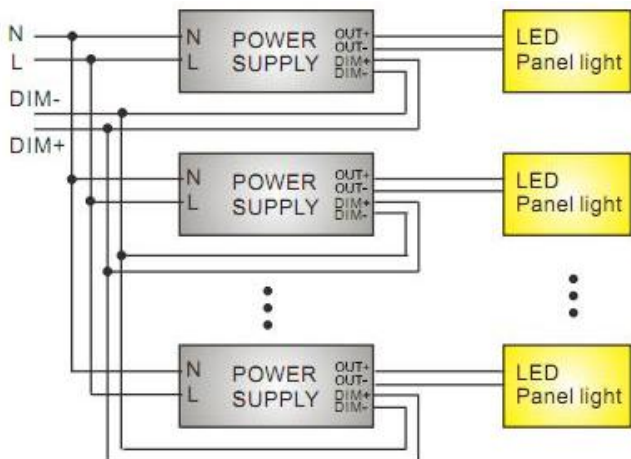 N
L
DIM-
DIM+
N
L
POWER
SUPPLY
OUT+
OUT-
DIM+
DIM-
LED
Panel light
N
L
POWER
SUPPLY
OUT+
OUT-
DIM+
DIM-
LED
Panel light
N
L
POWER
SUPPLY
OUT+
OUT-
DIM+
DIM-
LED
Panel light